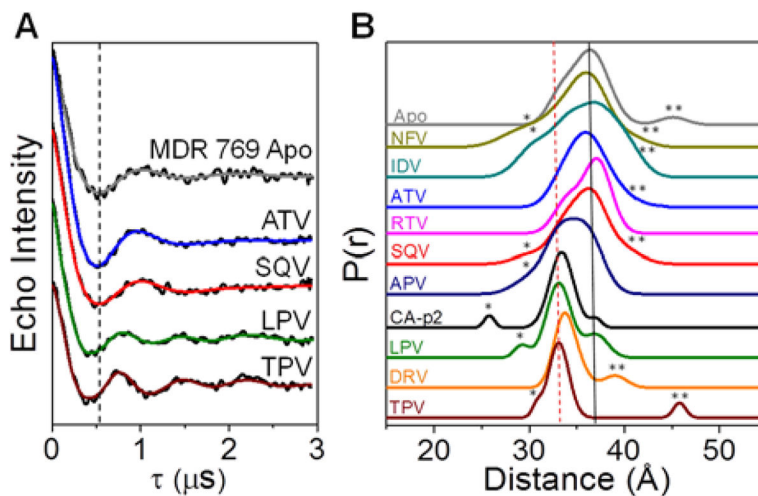 A
MDR 769 Apo
ATV
SQV
LPV
TPV
Echo Intensity
0 1 2 3
τ (μs)
B
Apo
* **
NFV
* **
IDV
**
ATV
**
RTV
SQV
* **
APV
*
CA-p2
*
LPV
*
DRV
**
TPV
* **
P(r)
20 30 40 50
Distance (Å)